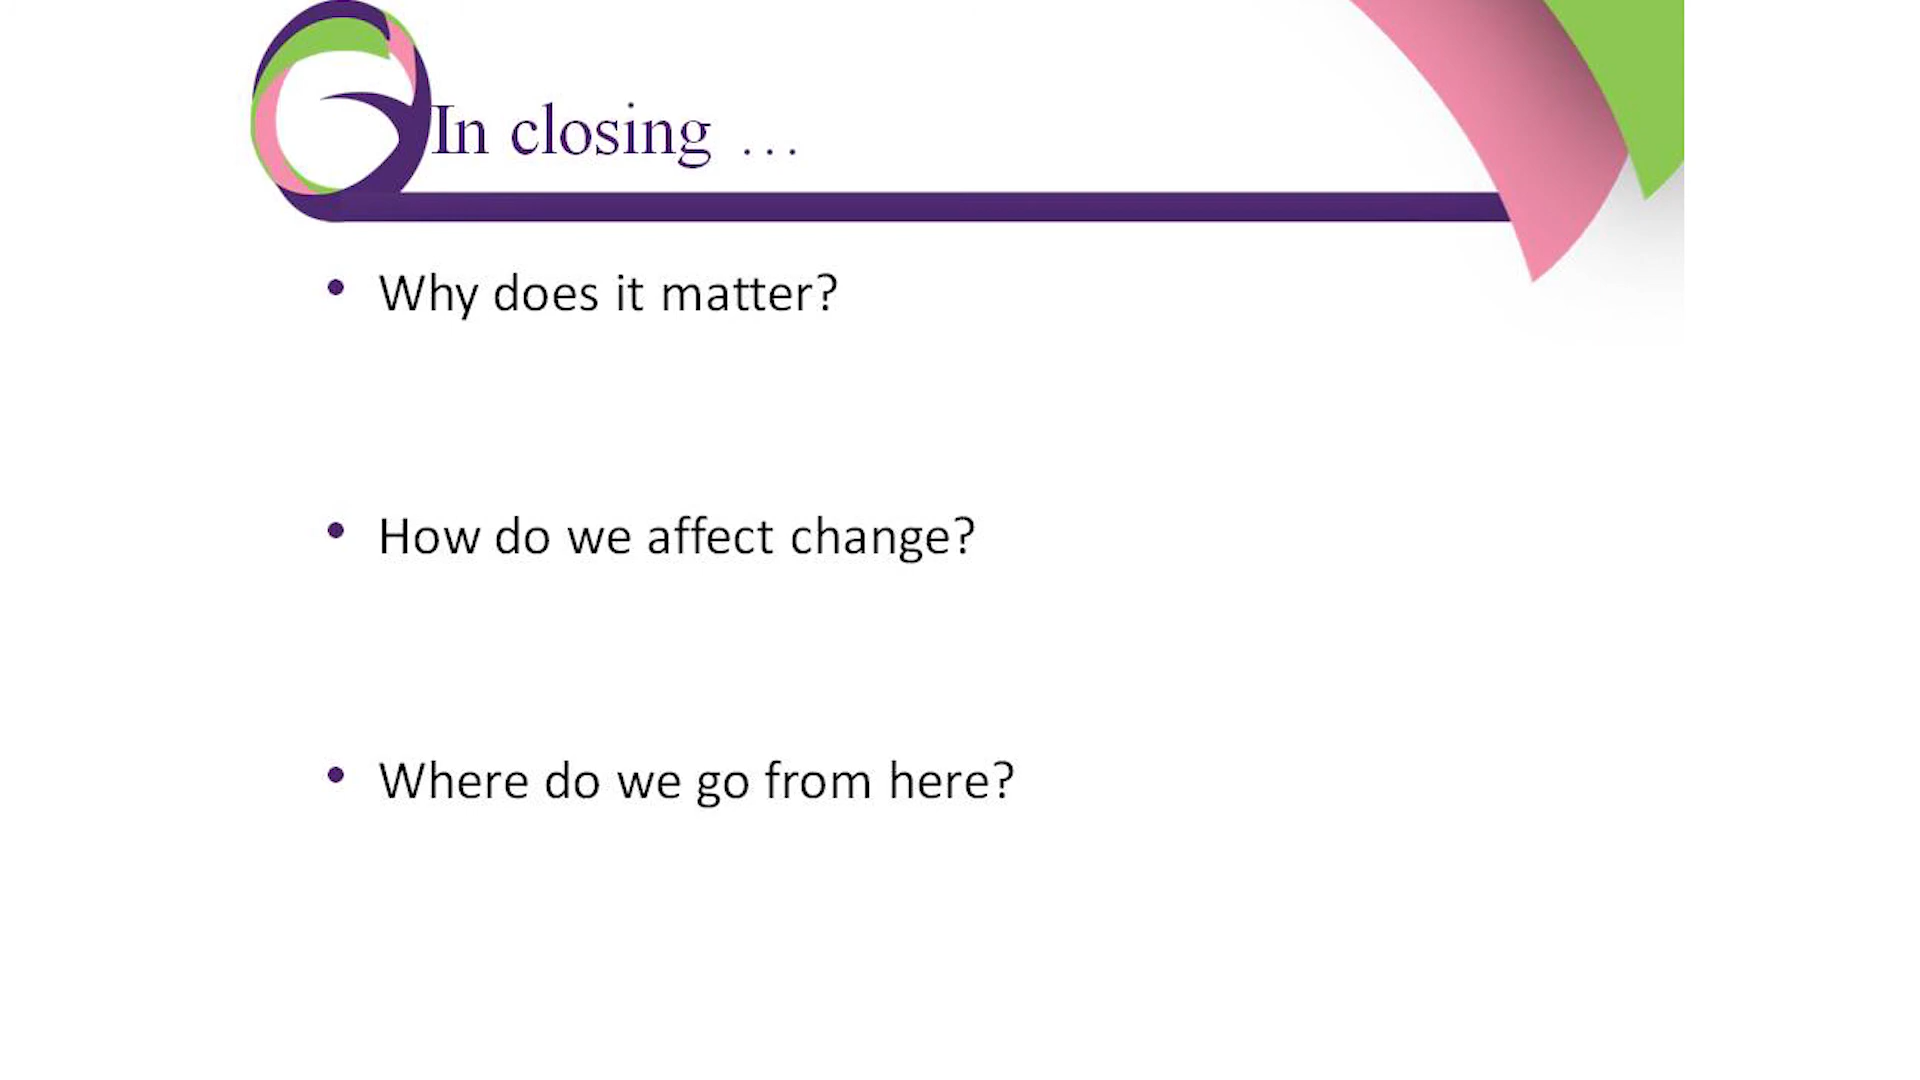 In closing …
• Why does it matter?
• How do we affect change?
• Where do we go from here?